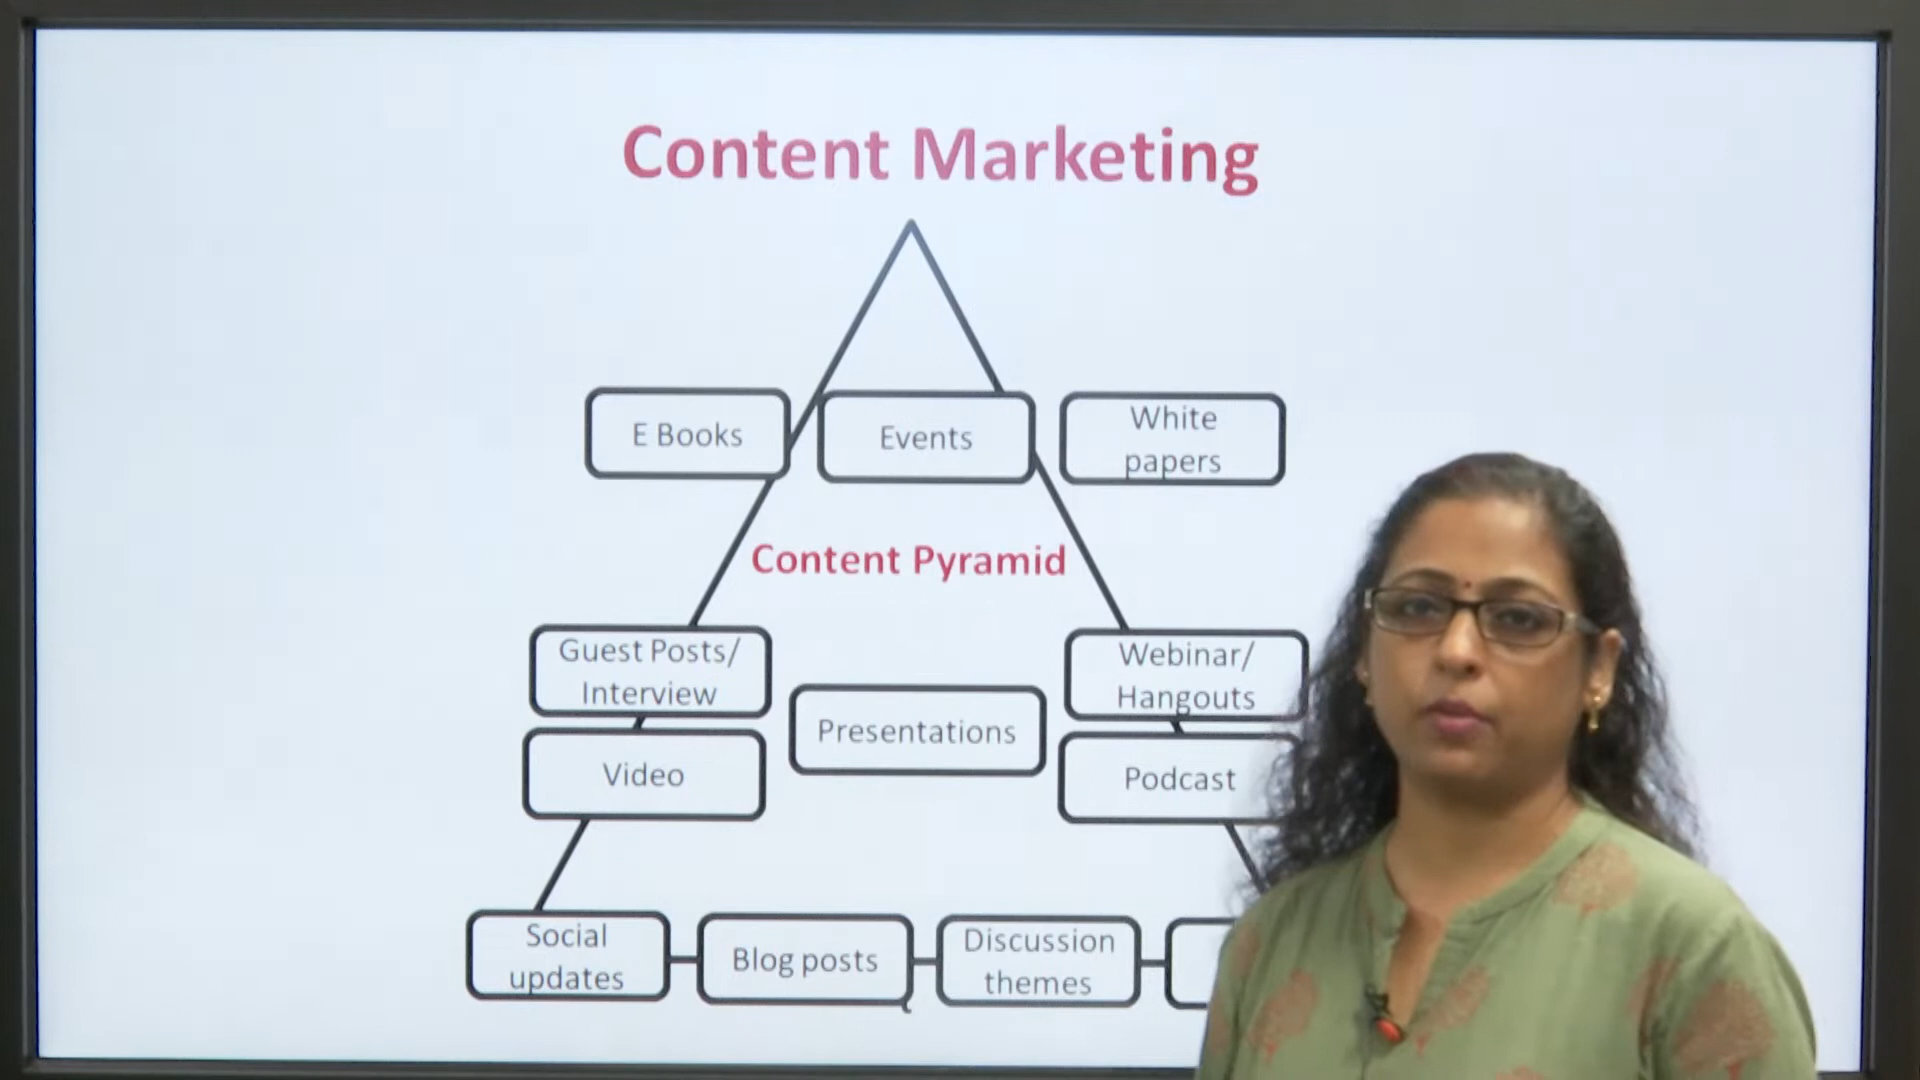 Content Marketing
E Books
Events
White
papers
Content Pyramid
Guest Posts/
Interview
Webinar/
Hangouts
Presentations
Video
Podcast
Social
updates
Blog posts
Discussion
themes